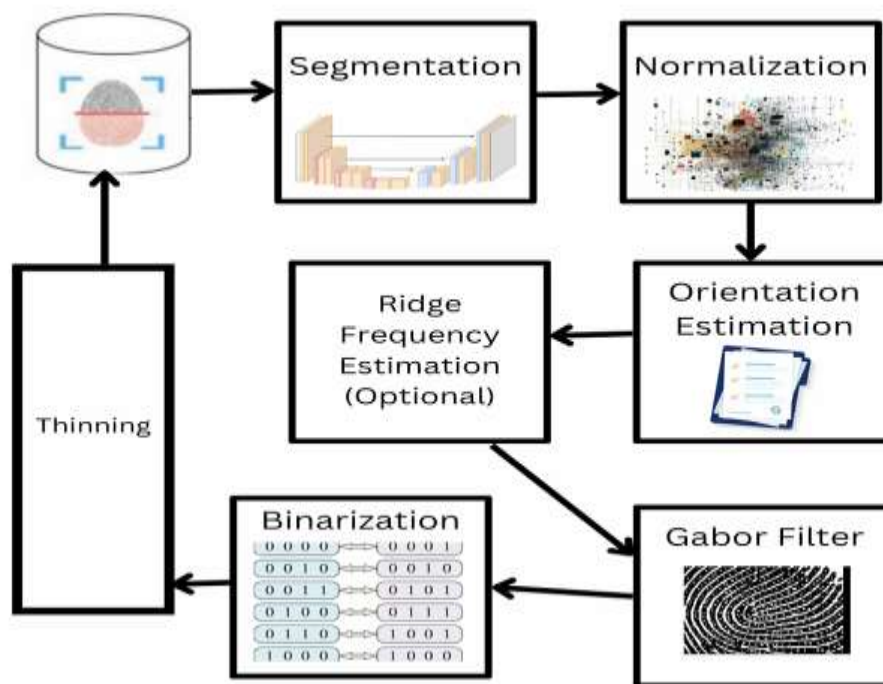 Segmentation
Normalization
Orientation
Estimation
Ridge
Frequency
Estimation
(Optional)
Thinning
Gabor Filter
Binarization
0 0 0 0 0 0 0 1
0 0 1 0 0 0 1 0
0 0 1 1 0 1 0 1
0 1 0 0 0 1 1 1
0 1 1 0 1 0 0 1
1 0 0 0 1 0 0 0